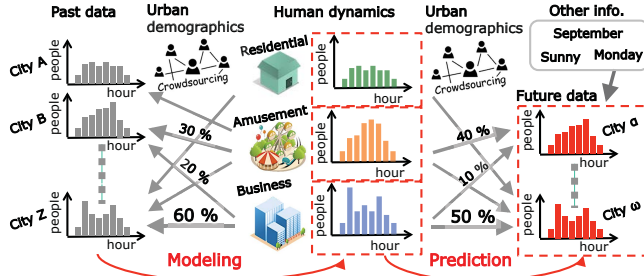 Past data
Urban
demographics
Human dynamics
Urban
demographics
Other info.
September
Sunny
Monday
City A
people
hour
Crowdsourcing
Residential
people
hour
Crowdsourcing
Future data
City B
people
hour
30 %
20 %
Amusement
people
hour
40 %
10 %
people
hour
City α
City Z
people
hour
60 %
Business
people
hour
50 %
people
hour
City ω
Modeling
Prediction